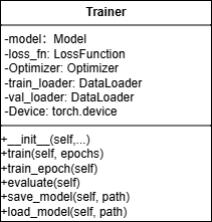 Trainer
-model: Model
-loss_fn: LossFunction
-Optimizer: Optimizer
-train_loader: DataLoader
-val_loader: DataLoader
-Device: torch.device
+__init__(self,...)
+train(self, epochs)
+train_epoch(self)
+evaluate(self)
+save_model(self, path)
+load_model(self, path)